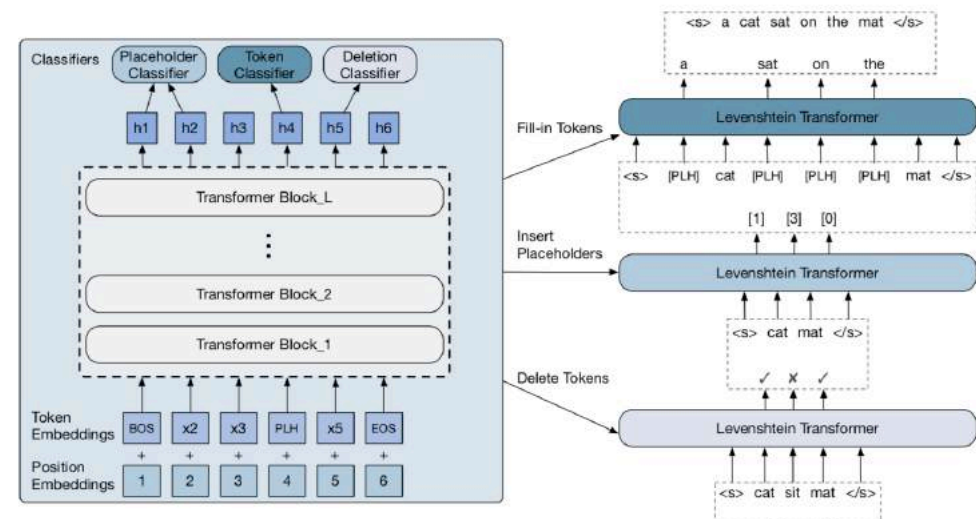 Classifiers
Placeholder Classifier
Token Classifier
Deletion Classifier
h1 h2 h3 h4 h5 h6
Transformer Block_L
Transformer Block_2
Transformer Block_1
Token Embeddings
BOS x2 x3 PLH x5 EOS
+ + + + + +
Position Embeddings
1 2 3 4 5 6
Fill-in Tokens
Insert Placeholders
Delete Tokens
<s> a cat sat on the mat </s>
a sat on the
Levenshtein Transformer
<s> [PLH] cat [PLH] [PLH] [PLH] mat </s>
[1] [3] [0]
Levenshtein Transformer
<s> cat mat </s>
✓ ✗ ✓
Levenshtein Transformer
<s> cat sit mat </s>